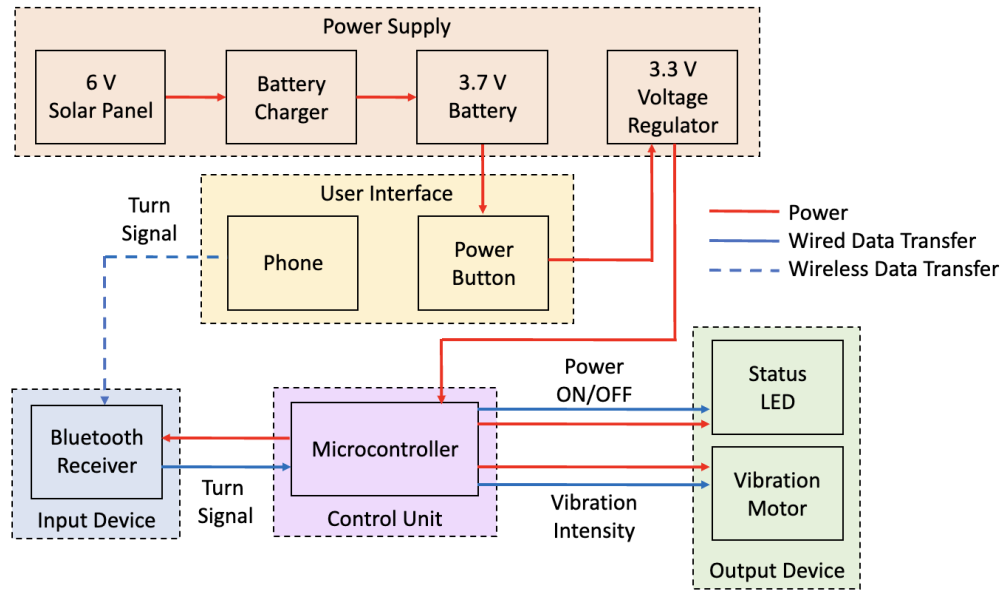 Power Supply
6 V
Solar Panel
Battery
Charger
3.7 V
Battery
3.3 V
Voltage
Regulator
User Interface
Turn
Signal
Phone
Power
Button
Power
Wired Data Transfer
Wireless Data Transfer
Power
ON/OFF
Status
LED
Bluetooth
Receiver
Microcontroller
Turn
Signal
Vibration
Intensity
Vibration
Motor
Input Device
Control Unit
Output Device